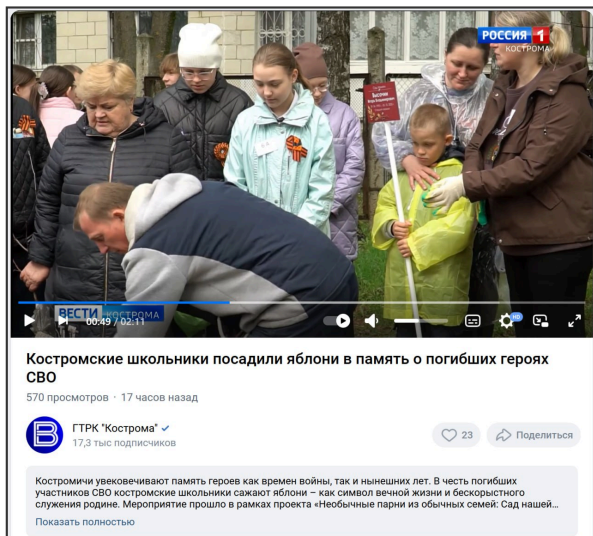 РОССИЯ 1
КОСТРОМА
ВЕСТИ КОСТРОМА
00:49 / 02:11
HD
Костромские школьники посадили яблони в память о погибших героях
СВО
570 просмотров · 17 часов назад
ГТРК "Кострома"
17,3 тыс подписчиков
23
Поделиться
Костромичи увековечивают память героев как времен войны, так и нынешних лет. В честь погибших
участников СВО костромские школьники сажают яблони – как символ вечной жизни и бескорыстного
служения родине. Мероприятие прошло в рамках проекта «Необычные парни из обычных семей: Сад нашей...
Показать полностью